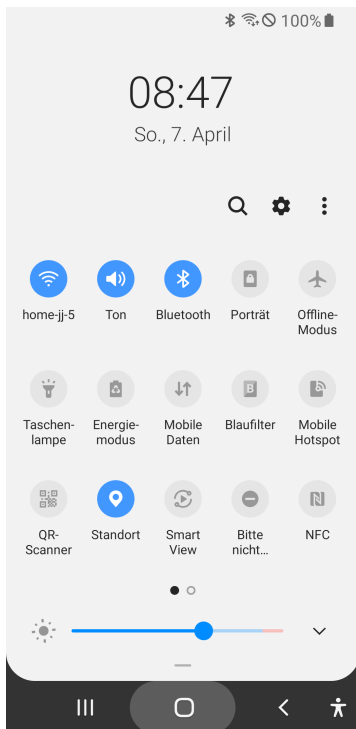 100%
08:47
So., 7. April
home-jj-5 Ton Bluetooth Porträt Offline-
Modus
Taschen- Energie- Mobile Blaufilter Mobile
lampe modus Daten Hotspot
B
QR- Standort Smart Bitte NFC
Scanner View nicht...